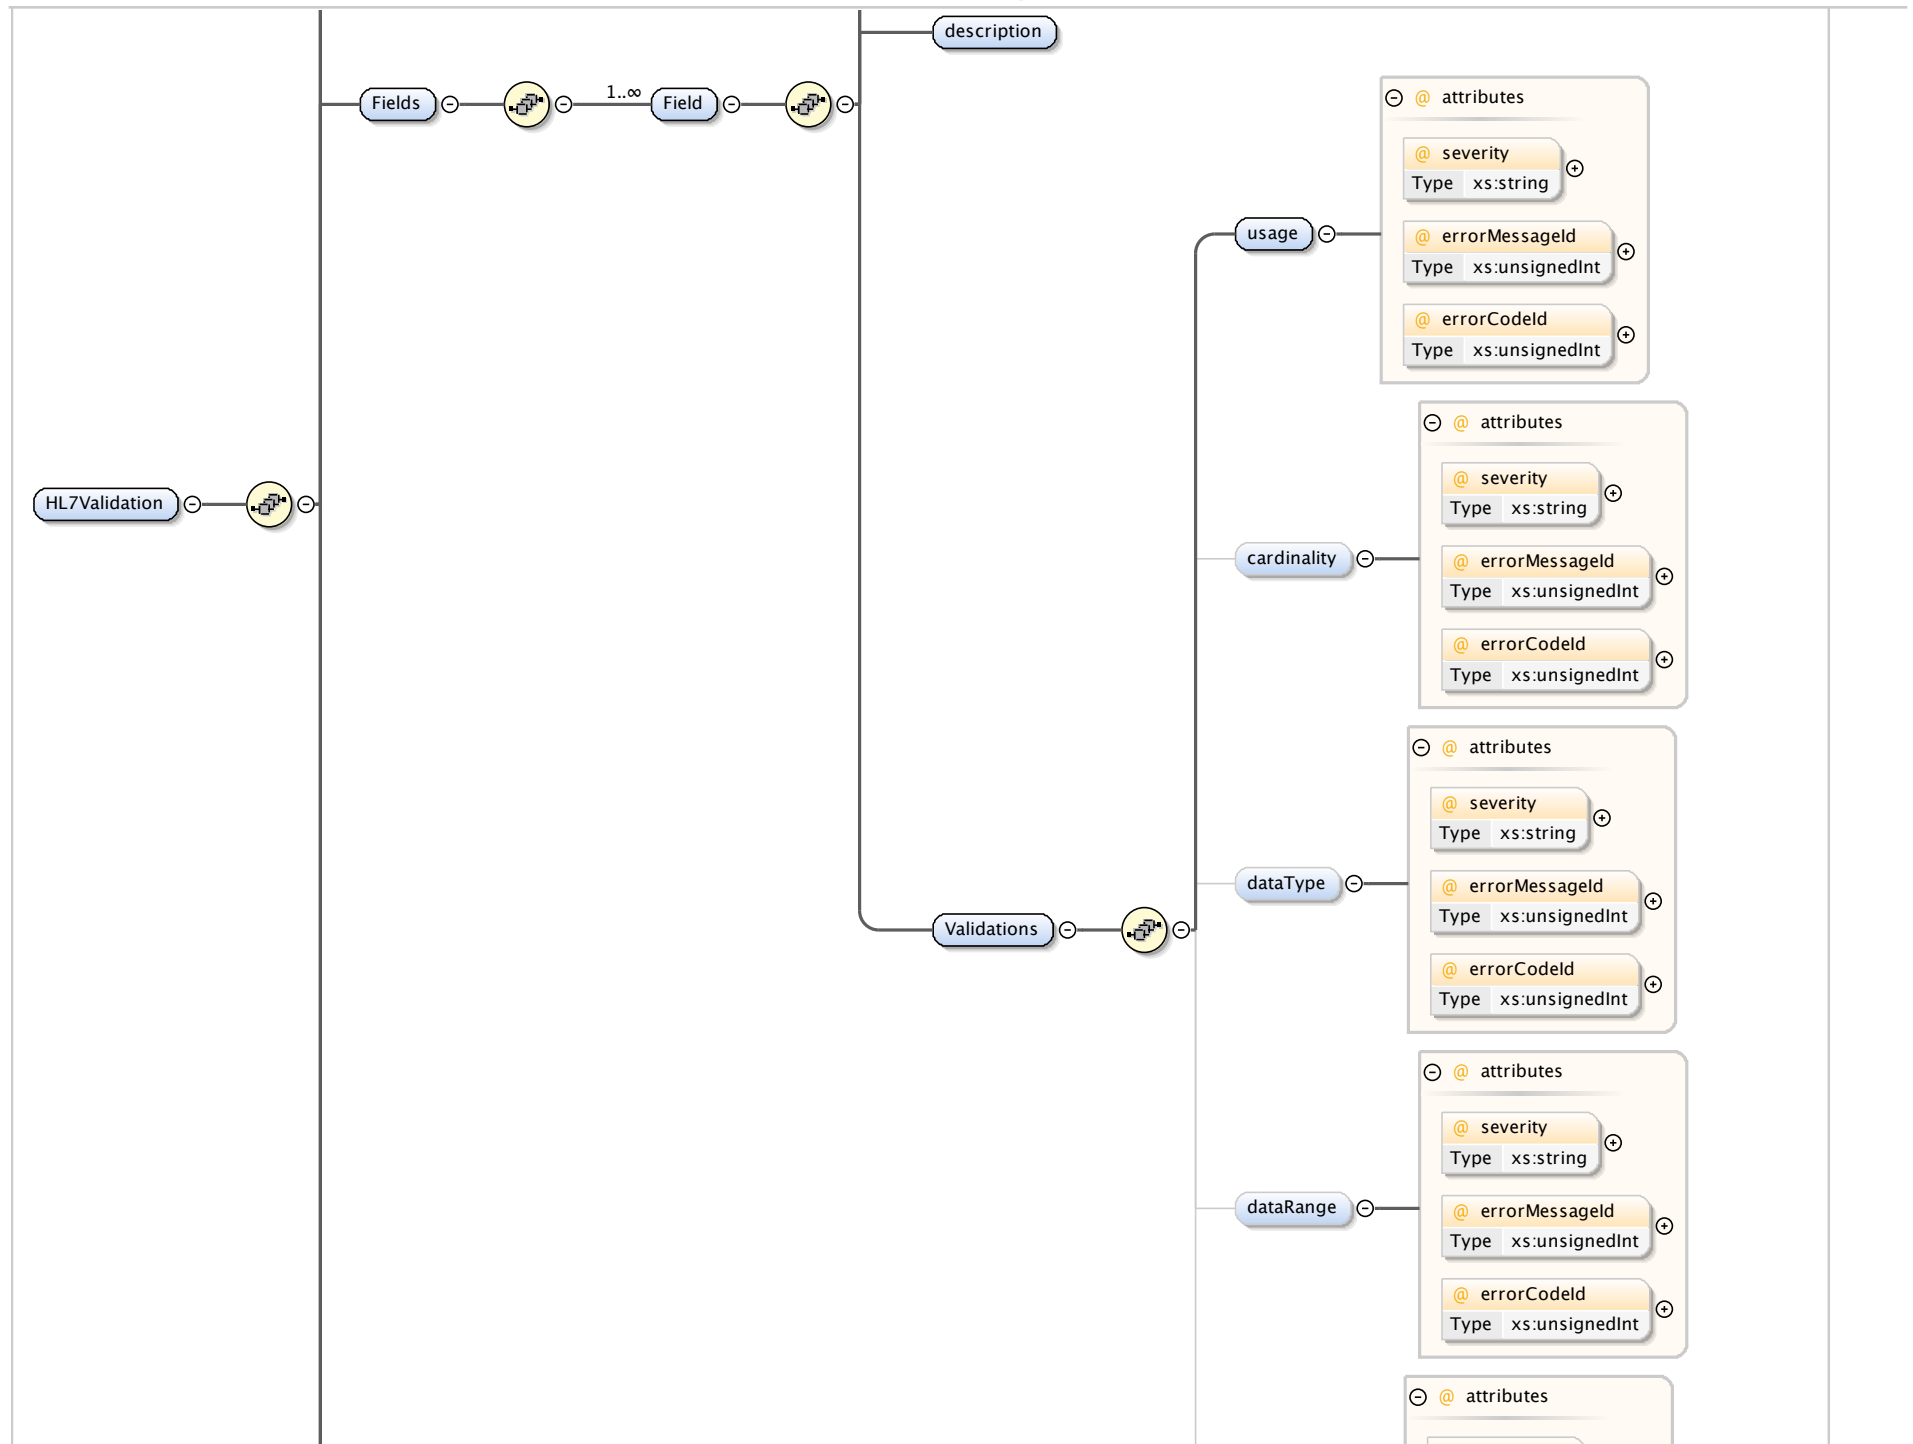 description
Fields
1..∞
Field
@ attributes
@ severity
Type xs:string
@ errorMessageId
Type xs:unsignedInt
@ errorCodeId
Type xs:unsignedInt
usage
@ attributes
@ severity
Type xs:string
@ errorMessageId
Type xs:unsignedInt
@ errorCodeId
Type xs:unsignedInt
HL7Validation
cardinality
@ attributes
@ severity
Type xs:string
@ errorMessageId
Type xs:unsignedInt
@ errorCodeId
Type xs:unsignedInt
dataType
Validations
@ attributes
@ severity
Type xs:string
@ errorMessageId
Type xs:unsignedInt
@ errorCodeId
Type xs:unsignedInt
dataRange
@ attributes